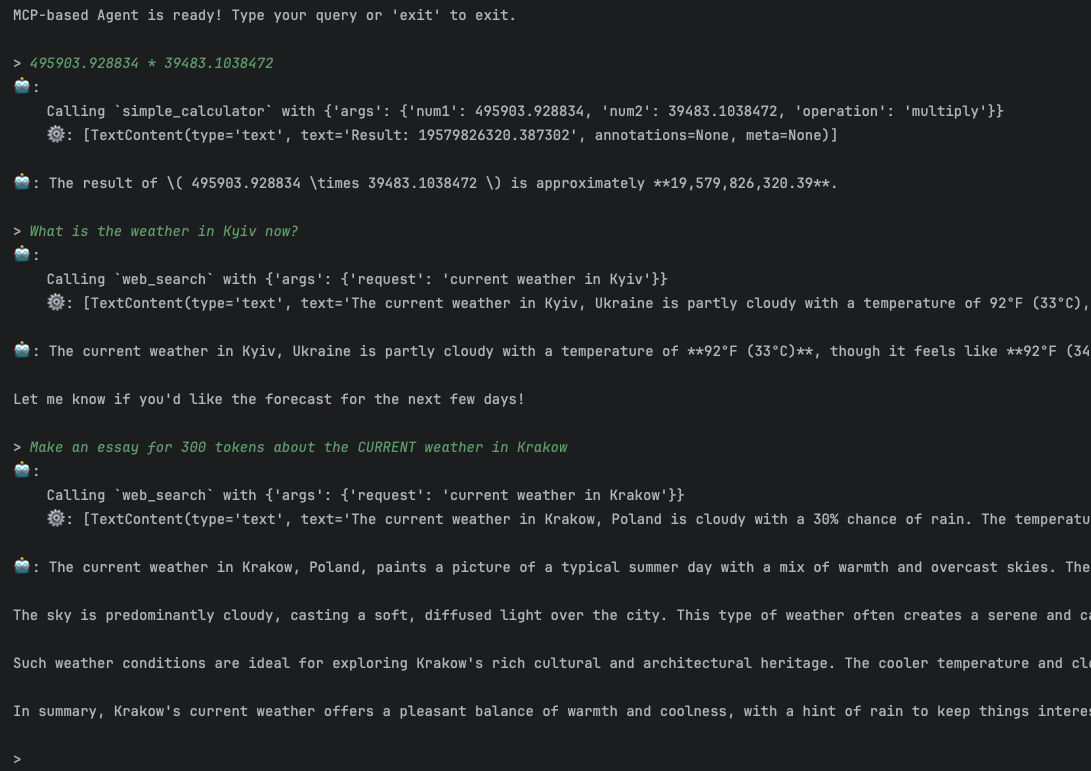 MCP-based Agent is ready! Type your query or 'exit' to exit.
> 495903.928834 * 39483.1038472
🤖:
Calling `simple_calculator` with {'args': {'num1': 495903.928834, 'num2': 39483.1038472, 'operation': 'multiply'}}
⚙️: [TextContent(type='text', text='Result: 19579826320.387302', annotations=None, meta=None)]
🤖: The result of \( 495903.928834 \times 39483.1038472 \) is approximately **19,579,826,320.39**.
> What is the weather in Kyiv now?
🤖:
Calling `web_search` with {'args': {'request': 'current weather in Kyiv'}}
⚙️: [TextContent(type='text', text='The current weather in Kyiv, Ukraine is partly cloudy with a temperature of 92°F (33°C),
🤖: The current weather in Kyiv, Ukraine is partly cloudy with a temperature of **92°F (33°C)**, though it feels like **92°F (34
Let me know if you'd like the forecast for the next few days!
> Make an essay for 300 tokens about the CURRENT weather in Krakow
🤖:
Calling `web_search` with {'args': {'request': 'current weather in Krakow'}}
⚙️: [TextContent(type='text', text='The current weather in Krakow, Poland is cloudy with a 30% chance of rain. The temperatu
🤖: The current weather in Krakow, Poland, paints a picture of a typical summer day with a mix of warmth and overcast skies. The
The sky is predominantly cloudy, casting a soft, diffused light over the city. This type of weather often creates a serene and ca
Such weather conditions are ideal for exploring Krakow's rich cultural and architectural heritage. The cooler temperature and clo
In summary, Krakow's current weather offers a pleasant balance of warmth and coolness, with a hint of rain to keep things interes
>